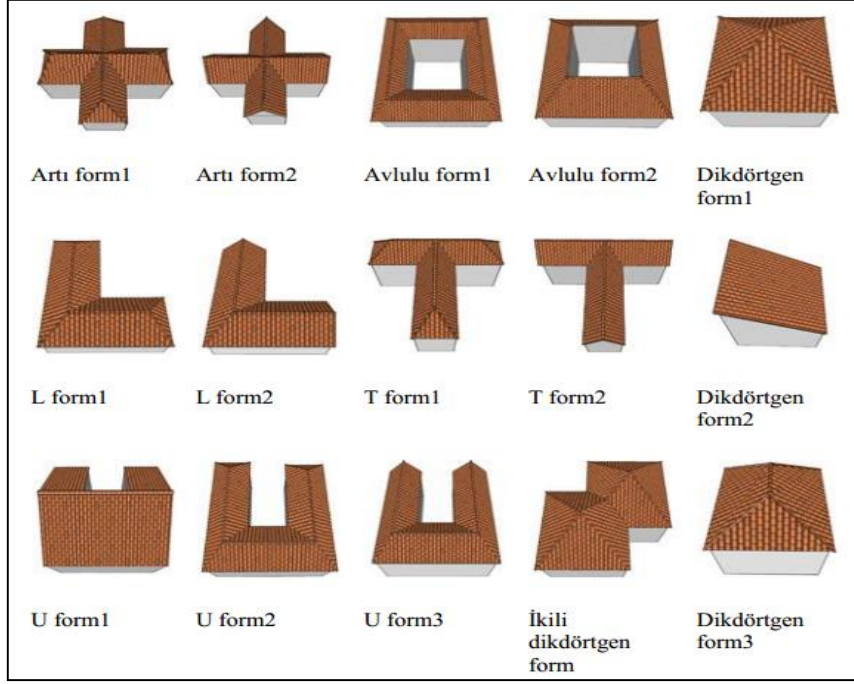 Artı form1
Artı form2
Avlulu form1
Avlulu form2
Dikdörtgen
form1
L form1
L form2
T form1
T form2
Dikdörtgen
form2
U form1
U form2
U form3
İkili
dikdörtgen
form
Dikdörtgen
form3